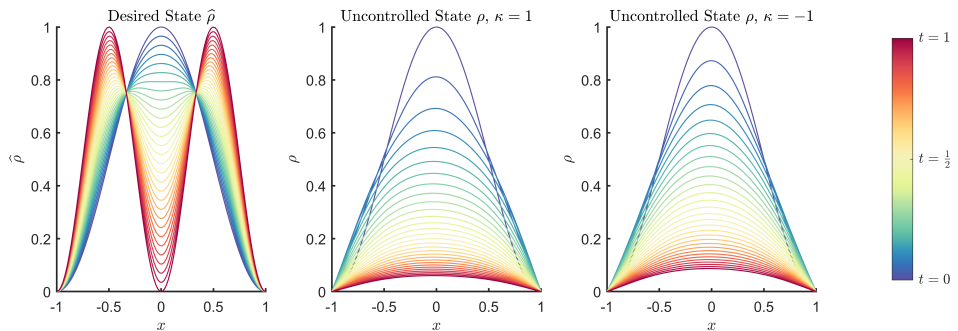 Desired State ρ̂
Uncontrolled State ρ, κ = 1
Uncontrolled State ρ, κ = −1
1
0.8
0.6
0.4
0.2
0
ρ̂
-1
-0.5
0
0.5
1
x
1
0.8
0.6
0.4
0.2
0
ρ
-1
-0.5
0
0.5
1
x
1
0.8
0.6
0.4
0.2
0
ρ
-1
-0.5
0
0.5
1
x
t = 1
t = 1/2
t = 0